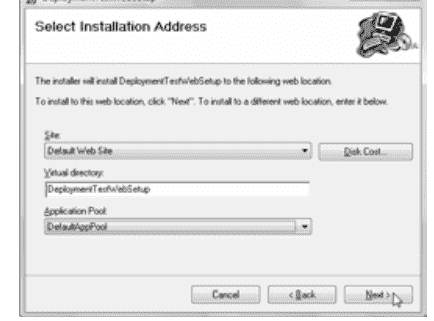 Select Installation Address
The installer will install DeploymentTestWebSetup to the following web location.
To install to this web location, click "Next". To install to a different web location, enter it below.
Site:
Default Web Site
Disk Cost...
Virtual directory:
DeploymentTestWebSetup
Application Pool:
DefaultAppPool
Cancel
< Back
Next >